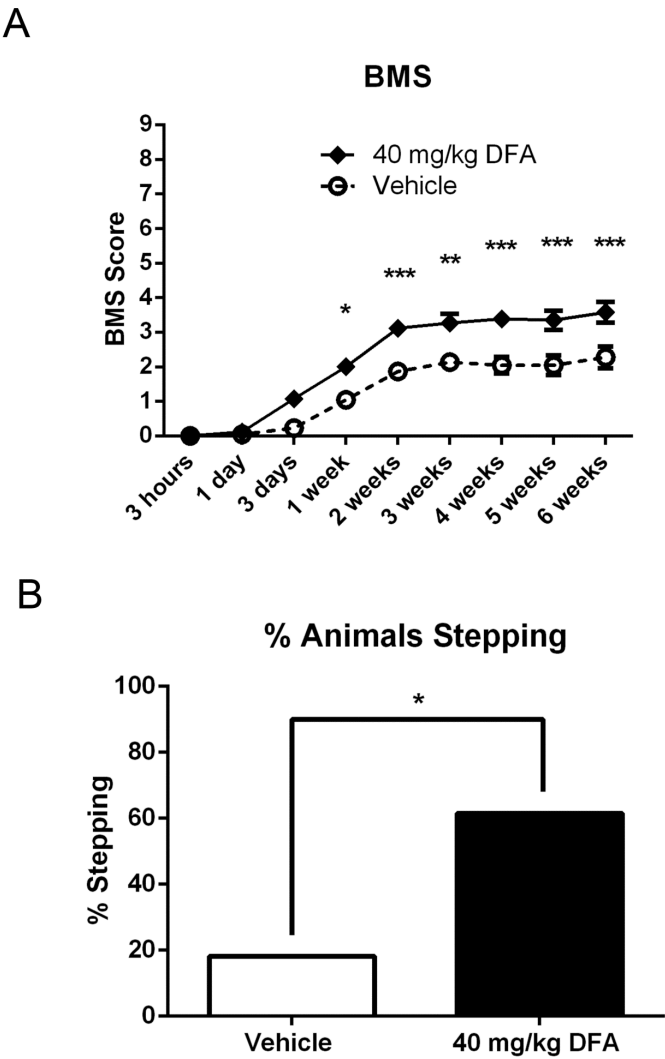 A
BMS
9
8
7
6
5
4
3
2
1
0
BMS Score
40 mg/kg DFA
Vehicle
*
***
**
***
***
***
3 hours
1 day
3 days
1 week
2 weeks
3 weeks
4 weeks
5 weeks
6 weeks
B
% Animals Stepping
100
80
60
40
20
0
% Stepping
*
Vehicle
40 mg/kg DFA